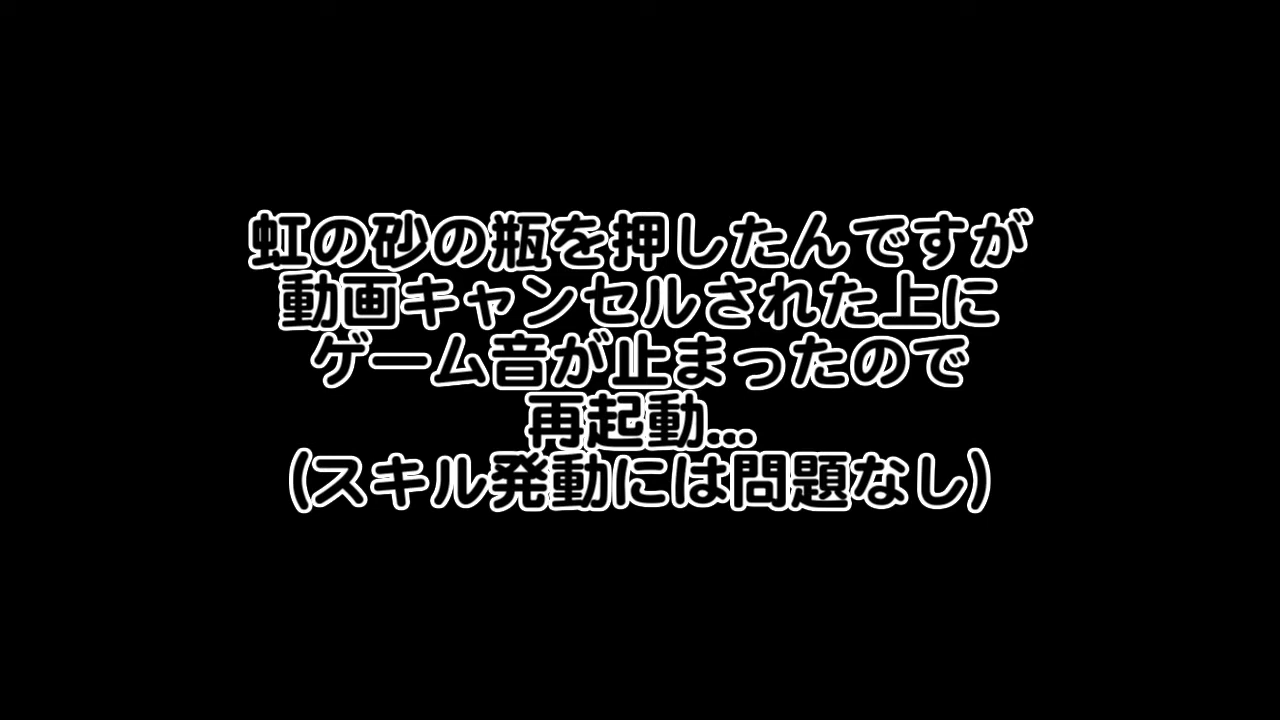 虹の砂の瓶を押したんですが
動画キャンセルされた上に
ゲーム音が止まったので
再起動...
(スキル発動には問題なし)